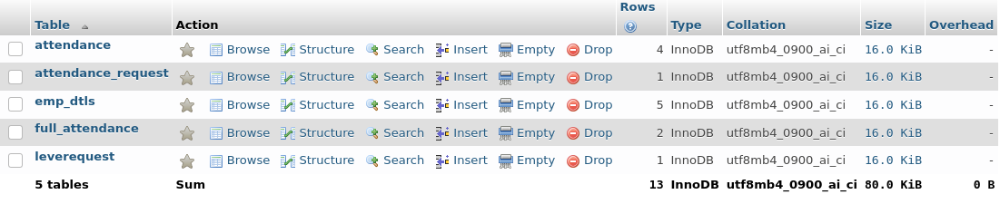 Table Action Rows Type Collation Size Overhead
attendance Browse Structure Search Insert Empty Drop 4 InnoDB utf8mb4_0900_ai_ci 16.0 KiB -
attendance_request Browse Structure Search Insert Empty Drop 1 InnoDB utf8mb4_0900_ai_ci 16.0 KiB -
emp_dtls Browse Structure Search Insert Empty Drop 5 InnoDB utf8mb4_0900_ai_ci 16.0 KiB -
full_attendance Browse Structure Search Insert Empty Drop 2 InnoDB utf8mb4_0900_ai_ci 16.0 KiB -
leverequest Browse Structure Search Insert Empty Drop 1 InnoDB utf8mb4_0900_ai_ci 16.0 KiB -
5 tables Sum 13 InnoDB utf8mb4_0900_ai_ci 80.0 KiB 0 B